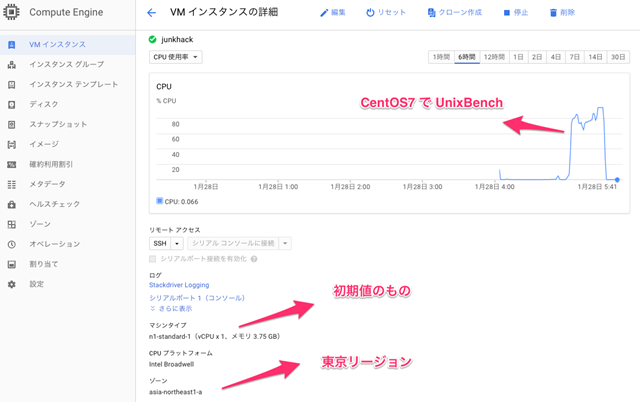 Compute Engine
VM インスタンスの詳細
編集
リセット
クローン作成
停止
削除
VM インスタンス
インスタンス グループ
インスタンス テンプレート
ディスク
スナップショット
イメージ
確約利用割引
メタデータ
ヘルスチェック
ゾーン
オペレーション
割り当て
設定
junkhack
CPU 使用率
1時間 6時間 12時間 1日 2日 4日 7日 14日 30日
CPU
% CPU
CentOS7 で UnixBench
80
60
40
20
1月28日 1月28日 1:00 1月28日 2:00 1月28日 3:00 1月28日 4:00 1月28日 5:41
CPU: 0.066
リモート アクセス
SSH シリアル コンソールに接続
シリアルポート接続を有効化
ログ
Stackdriver Logging
シリアルポート 1（コンソール）
さらに表示
初期値のもの
マシンタイプ
n1-standard-1（vCPU x 1、メモリ 3.75 GB）
CPU プラットフォーム
Intel Broadwell
東京リージョン
ゾーン
asia-northeast1-a